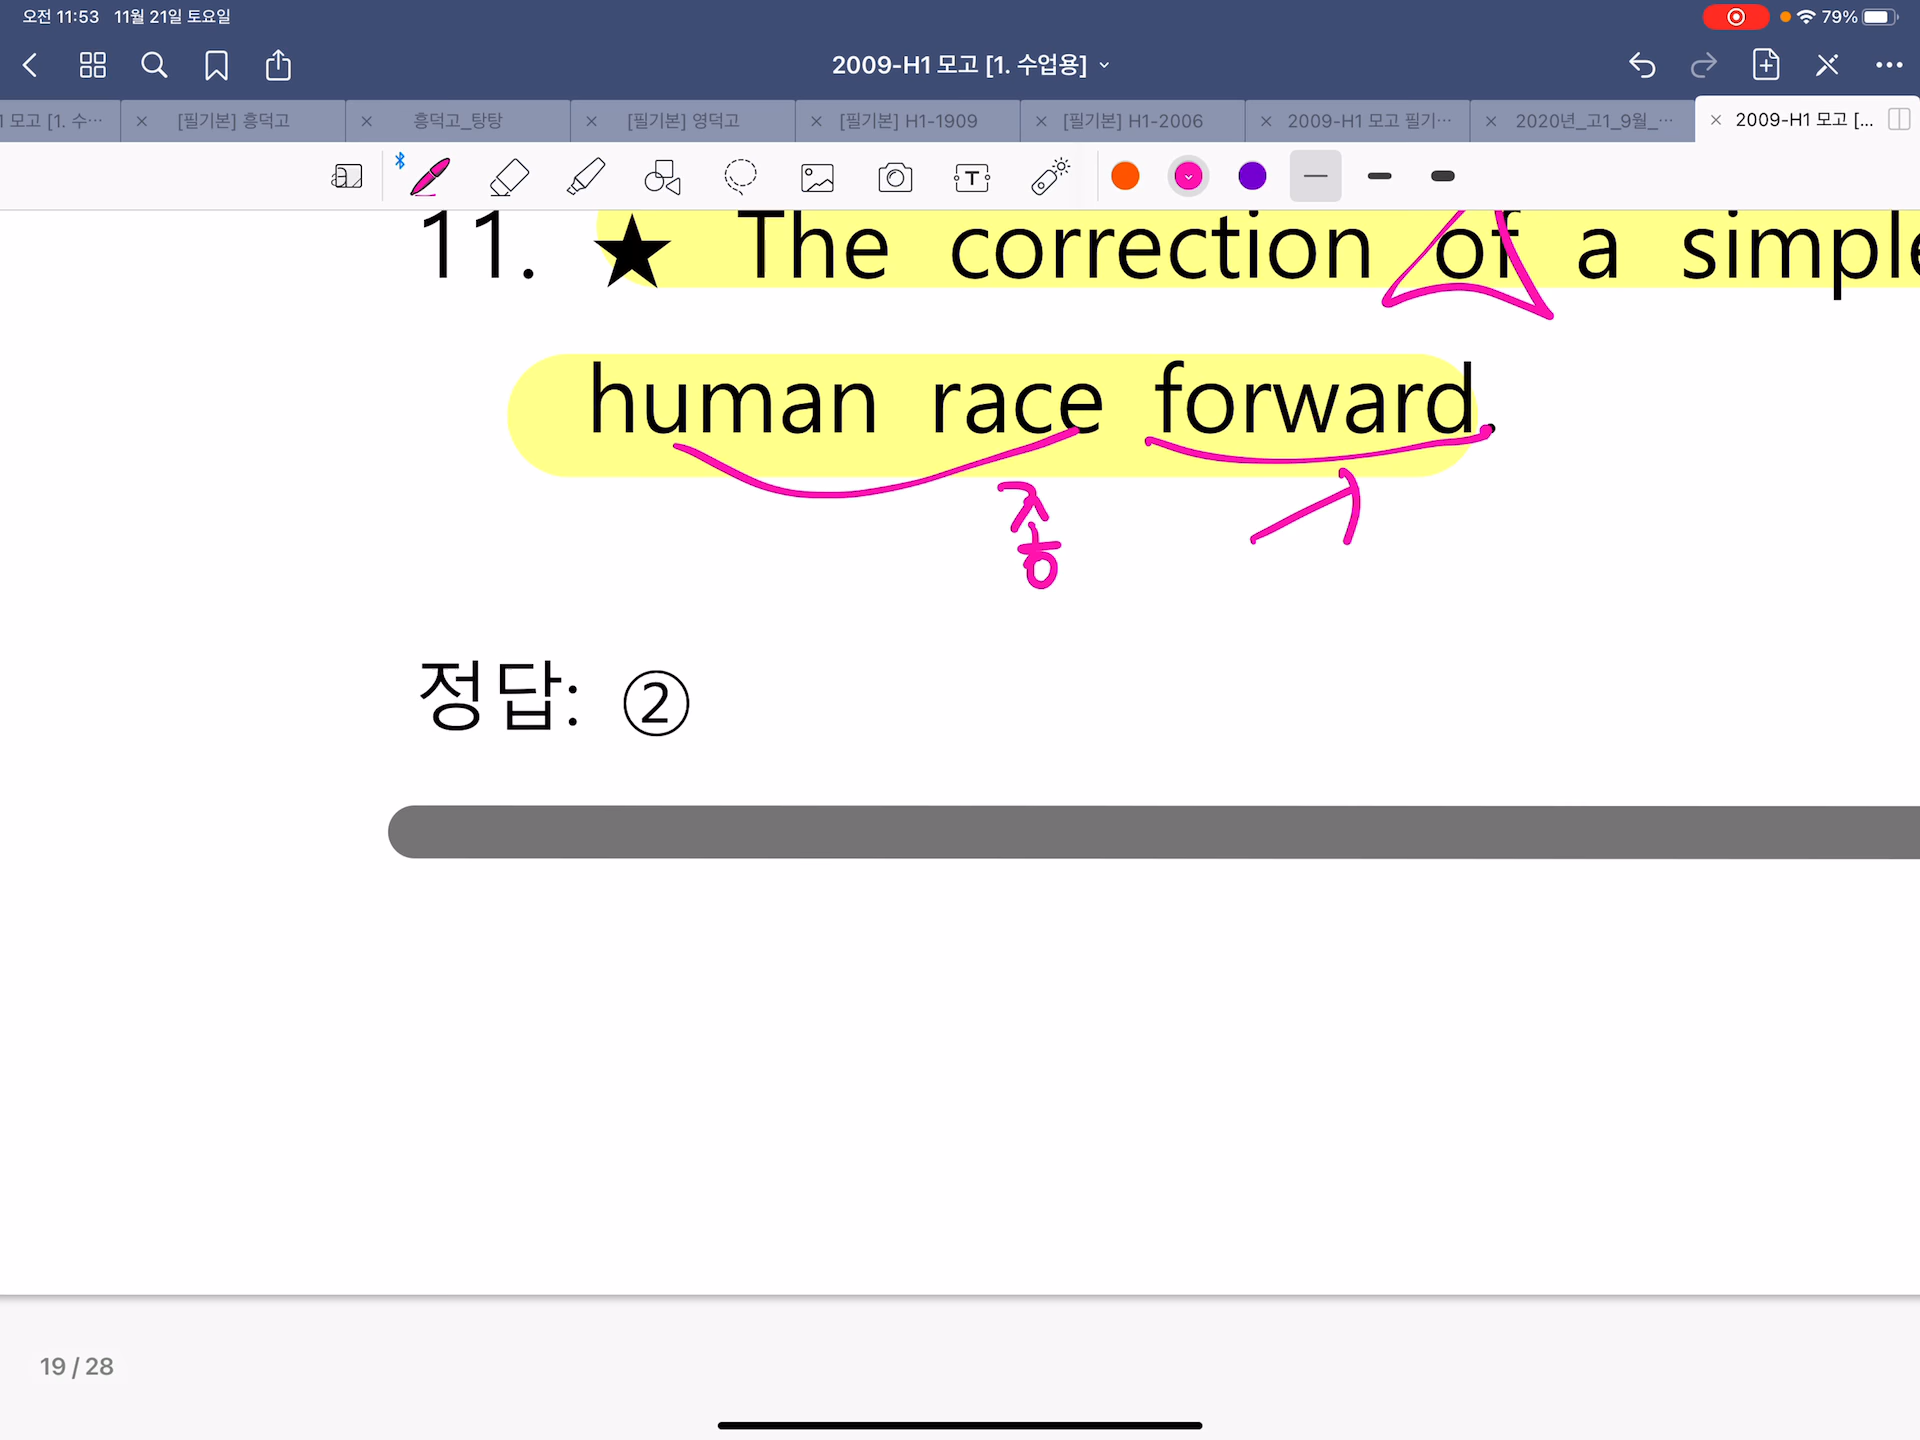 오전 11:53 11월 21일 토요일 79%
2009-H1 모고 [1. 수업용]
모고 [1. 수… [필기본] 흥덕고 흥덕고_탕탕 [필기본] 영덕고 [필기본] H1-1909 [필기본] H1-2006 2009-H1 모고 필기… 2020년_고1_9월_… 2009-H1 모고 [...
11. ★ The correction of a simple
human race forward.
종
정답: ②
19 / 28